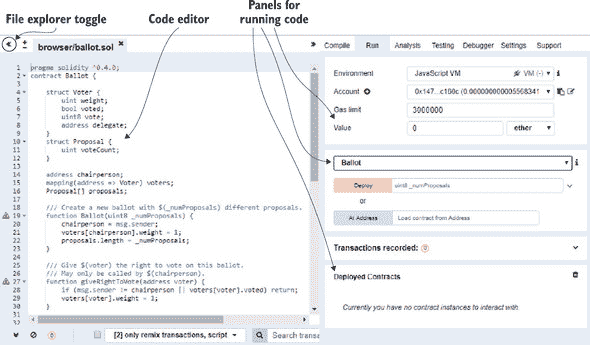 File explorer toggle
Code editor
Panels for
running code
browser/ballot.sol
Compile Run Analysis Testing Debugger Settings Support
1 pragma solidity ^0.4.0;
2 contract Ballot {
3
4 struct Voter {
5 uint weight;
6 bool voted;
7 uint8 vote;
8 address delegate;
9 }
10 struct Proposal {
11 uint voteCount;
12 }
13
14 address chairperson;
15 mapping(address => Voter) voters;
16 Proposal[] proposals;
17
18 /// Create a new ballot with $(_numProposals) different proposals.
19 function Ballot(uint8 _numProposals) {
20 chairperson = msg.sender;
21 voters[chairperson].weight = 1;
22 proposals.length = _numProposals;
23 }
24
25 /// Give $(voter) the right to vote on this ballot.
26 /// May only be called by $(chairperson).
27 function giveRightToVote(address voter) {
28 if (msg.sender != chairperson || voters[voter].voted) return;
29 voters[voter].weight = 1;
30 }
31
32
Environment JavaScript VM VM (-) i
Account 0x147...c160c (0.00000000005568341
Gas limit 3000000
Value 0 other
Ballot
Deploy uint8 _numProposals
or
At Address Load contract from Address
Transactions recorded: 0
Deployed Contracts
Currently you have no contract instances to interact with
0 [2] only remix transactions, script Search transa